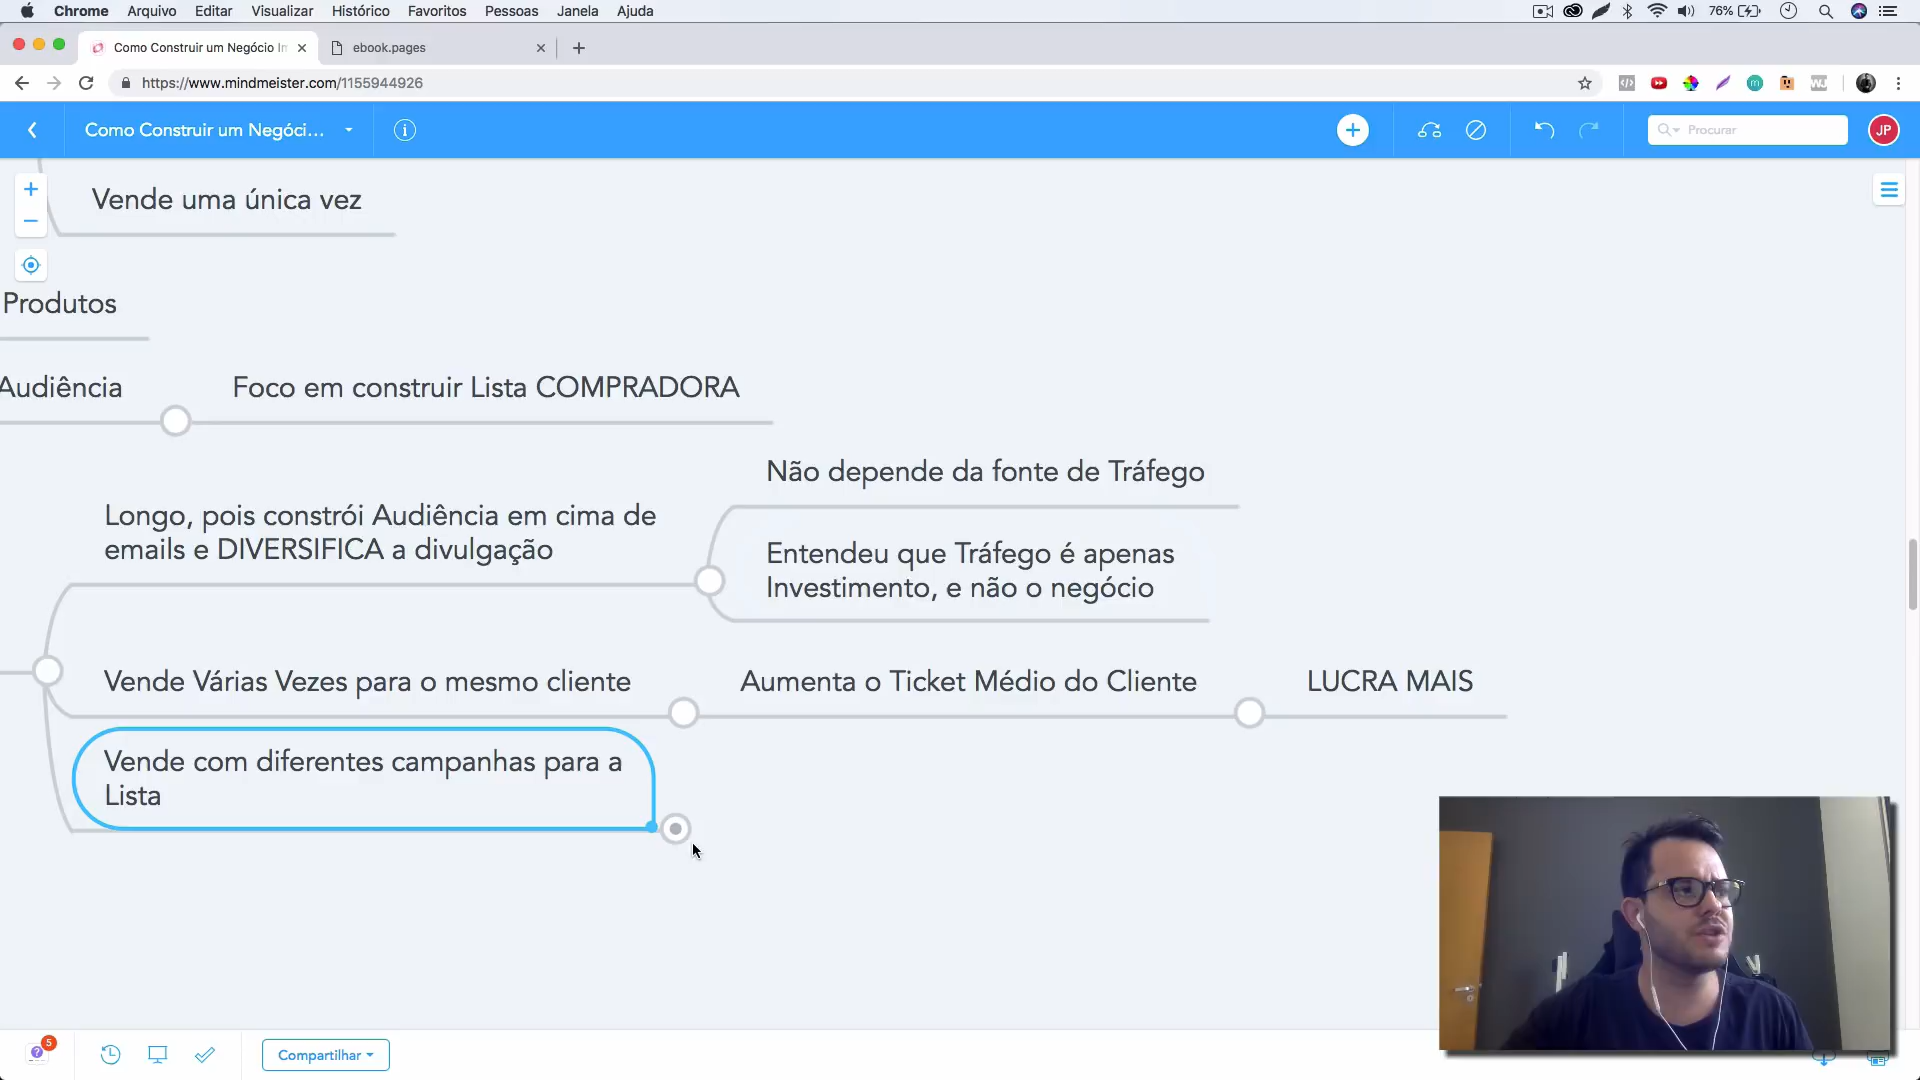 Chrome Arquivo Editar Visualizar Histórico Favoritos Pessoas Janela Ajuda 76%
Como Construir um Negócio In
ebook.pages
https://www.mindmeister.com/1155944926
Como Construir um Negóci...
Procurar
JP
Vende uma única vez
Produtos
Audiência
Foco em construir Lista COMPRADORA
Não depende da fonte de Tráfego
Longo, pois constrói Audiência em cima de
emails e DIVERSIFICA a divulgação
Entendeu que Tráfego é apenas
Investimento, e não o negócio
Vende Várias Vezes para o mesmo cliente
Aumenta o Ticket Médio do Cliente
LUCRA MAIS
Vende com diferentes campanhas para a
Lista
5
Compartilhar